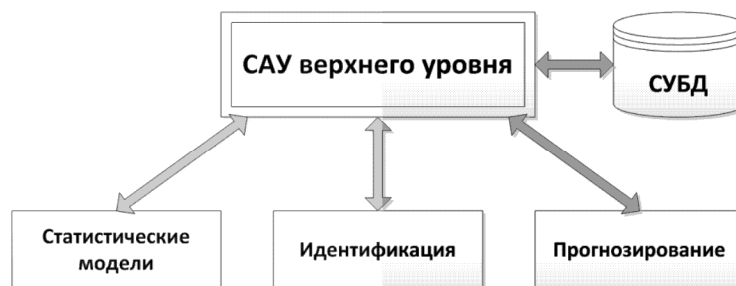 САУ верхнего уровня
СУБД
Статистические
модели
Идентификация
Прогнозирование